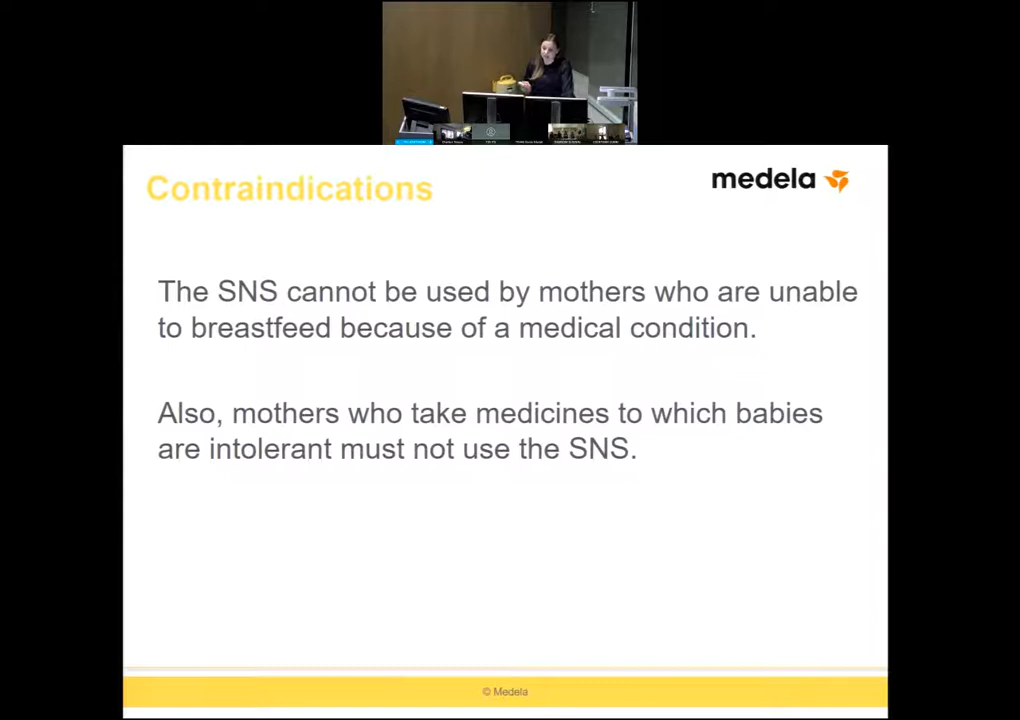 Contraindications
medela
The SNS cannot be used by mothers who are unable
to breastfeed because of a medical condition.
Also, mothers who take medicines to which babies
are intolerant must not use the SNS.
© Medela